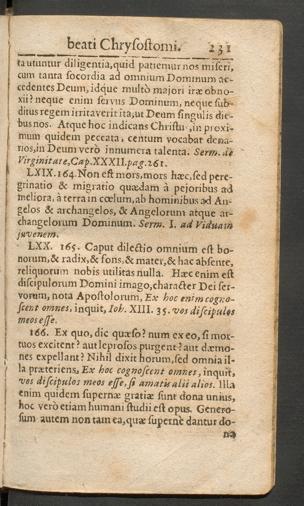 beati Chrysostomi. 231
ta utuntur diligentia, quid patiemur nos miseri,
cum tanta socordia ad omnium Dominum ac-
cedentes Deum, idque multò majori iræ obno-
xii? neque enim servus Dominum, neque sub-
ditus regem irritaverit ita, ut Deum singulis die-
bus nos. Atque hoc indicans Christus, in proxi-
mum quidem peccata, centum vocabat dena-
rios, in Deum verò innumera talenta. Serm. de
Virginitate, Cap. XXXII. pag. 261.
LXIX. 164. Non est mors, mors hæc, sed pere-
grinatio & migratio quædam à pejoribus ad
meliora, à terra in cœlum, ab hominibus ad An-
gelos & archangelos, & Angelorum atque ar-
changelorum Dominum. Serm. I. ad Viduam
juvenem.
LXX. 165. Caput dilectio omnium est bo-
norum, & radix, & fons, & mater, & hac absente,
reliquorum nobis utilitas nulla. Hæc enim est
discipulorum Domini imago, character Dei ser-
vorum, nota Apostolorum, Ex hoc enim cogno-
scent omnes, inquit, Joh. XIII. 35. vos discipulos
meos esse.
166. Ex quo, dic quæso? num ex eo, si mor-
tuos excitent? aut leprosos purgent? aut dæmo-
nes expellant? Nihil dixit horum, sed omnia il-
la præteriens, Ex hoc cognoscent omnes, inquit,
vos discipulos meos esse, si amatis alii alios. Illa
enim quidem supernæ gratiæ sunt dona unius,
hoc verò etiam humani studii est opus. Genero-
sum autem non tam ea, quæ supernè dantur do-
na